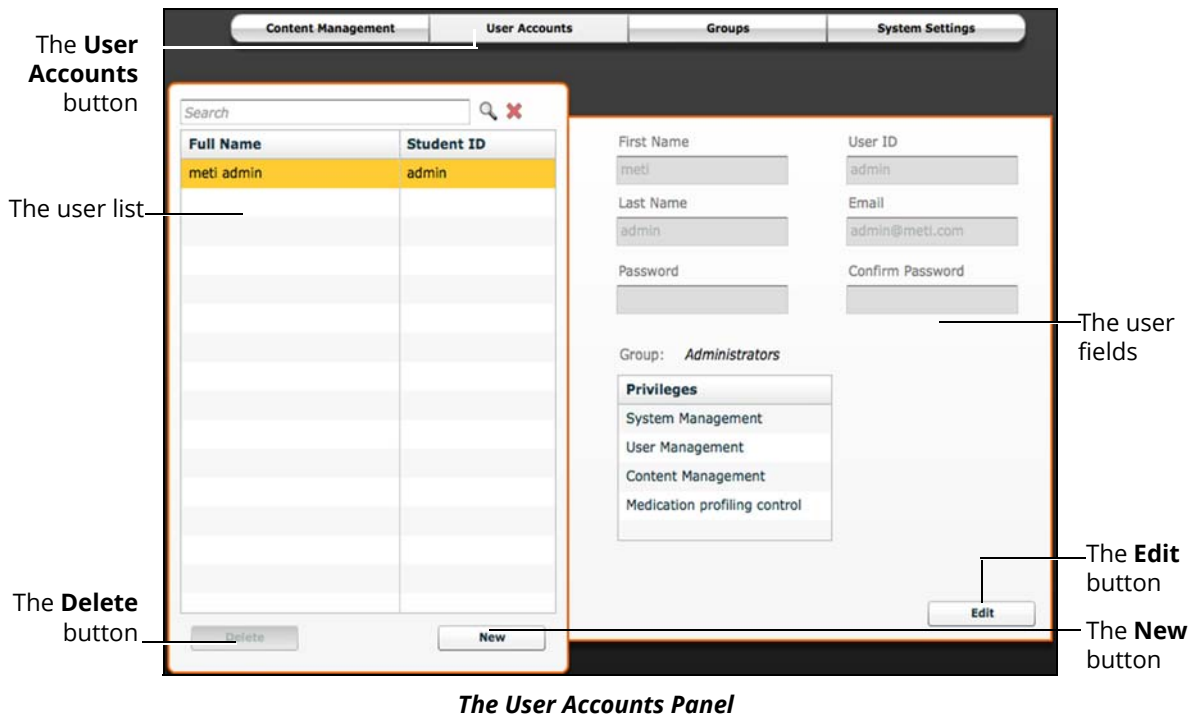 Content Management User Accounts Groups System Settings
The User
Accounts
button
Search
Full Name Student ID
meti admin admin
The user list
First Name User ID
meti admin
Last Name Email
admin admin@meti.com
Password Confirm Password
The user
fields
Group: Administrators
Privileges
System Management
User Management
Content Management
Medication profiling control
The Edit
button
Edit
The Delete
button
Delete New
The New
button
The User Accounts Panel